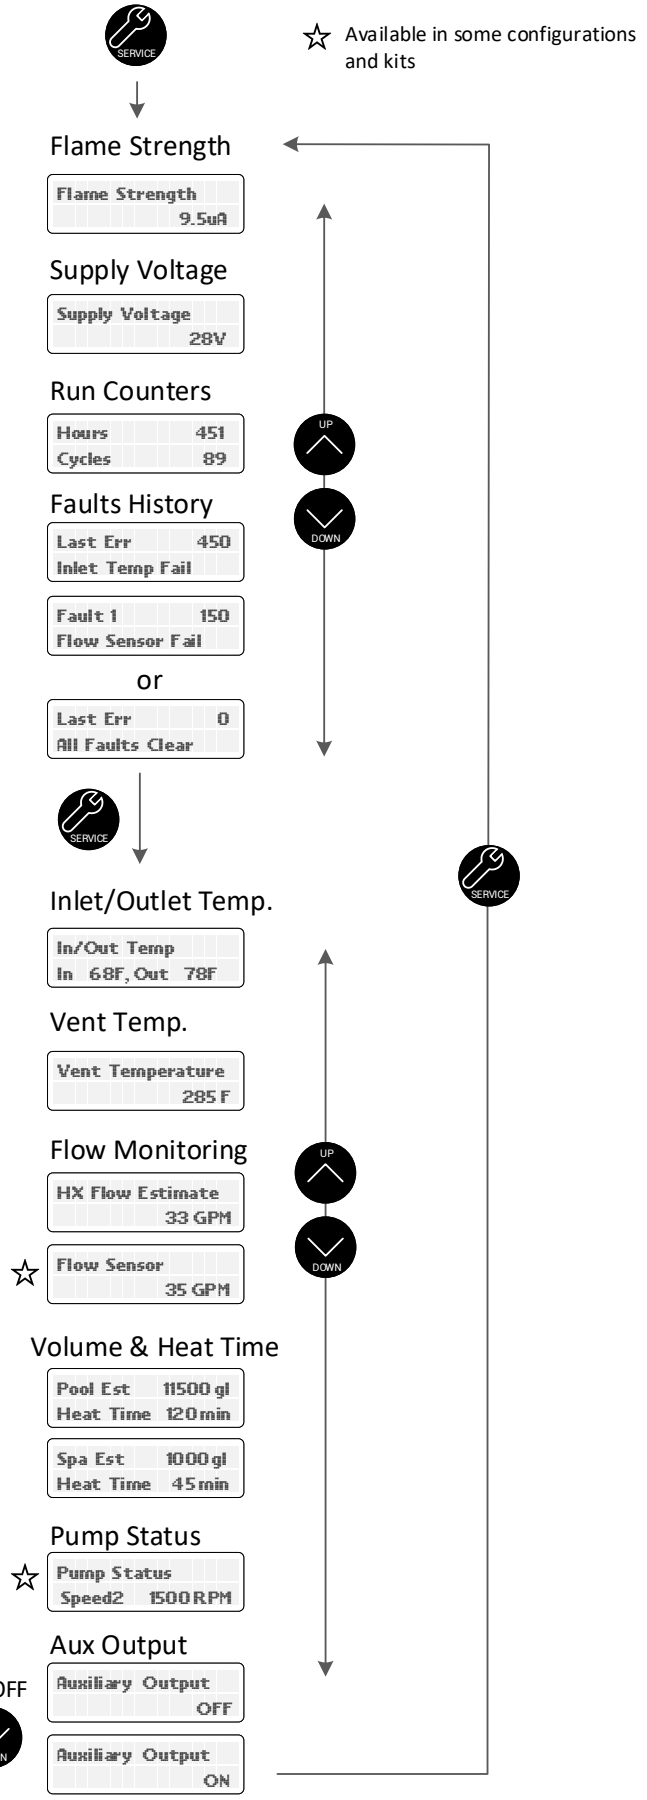 SERVICE
Available in some configurations
and kits
Flame Strength
Flame Strength
9.5uA
Supply Voltage
Supply Voltage
28V
Run Counters
Hours 451
Cycles 89
UP
DOWN
Faults History
Last Err 450
Inlet Temp Fail
Fault 1 150
Flow Sensor Fail
or
Last Err 0
All Faults Clear
SERVICE
SERVICE
Inlet/Outlet Temp.
In/Out Temp
In 68F, Out 78F
Vent Temp.
Vent Temperature
285 F
Flow Monitoring
HX Flow Estimate
33 GPM
UP
DOWN
Flow Sensor
35 GPM
Volume & Heat Time
Pool Est 11500 gl
Heat Time 120 min
Spa Est 1000 gl
Heat Time 45 min
Pump Status
Pump Status
Speed2 1500 RPM
Aux Output
Auxiliary Output
OFF
Auxiliary Output
ON